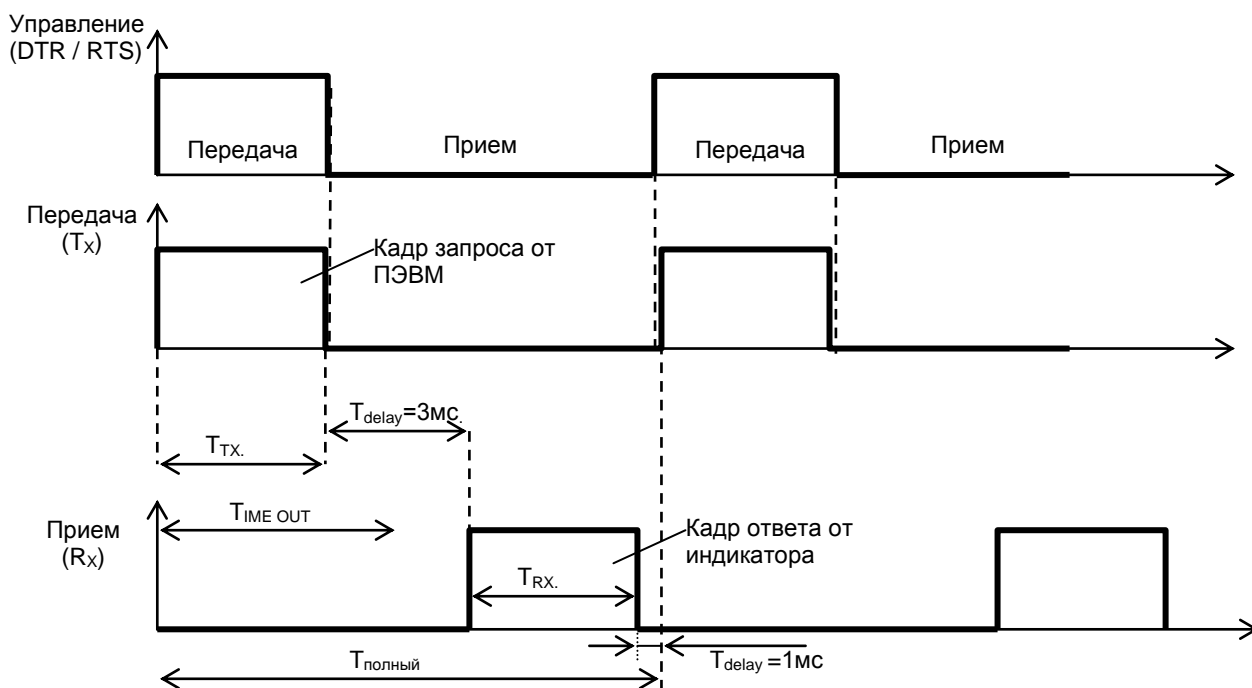 Управление
(DTR / RTS)
Передача
Прием
Передача
Прием
Передача
(TX)
Кадр запроса от
ПЭВМ
Tdelay=3мс.
TTX.
Прием
(RX)
TIME OUT
Кадр ответа от
индикатора
TRX.
Tdelay =1мс
Tполный